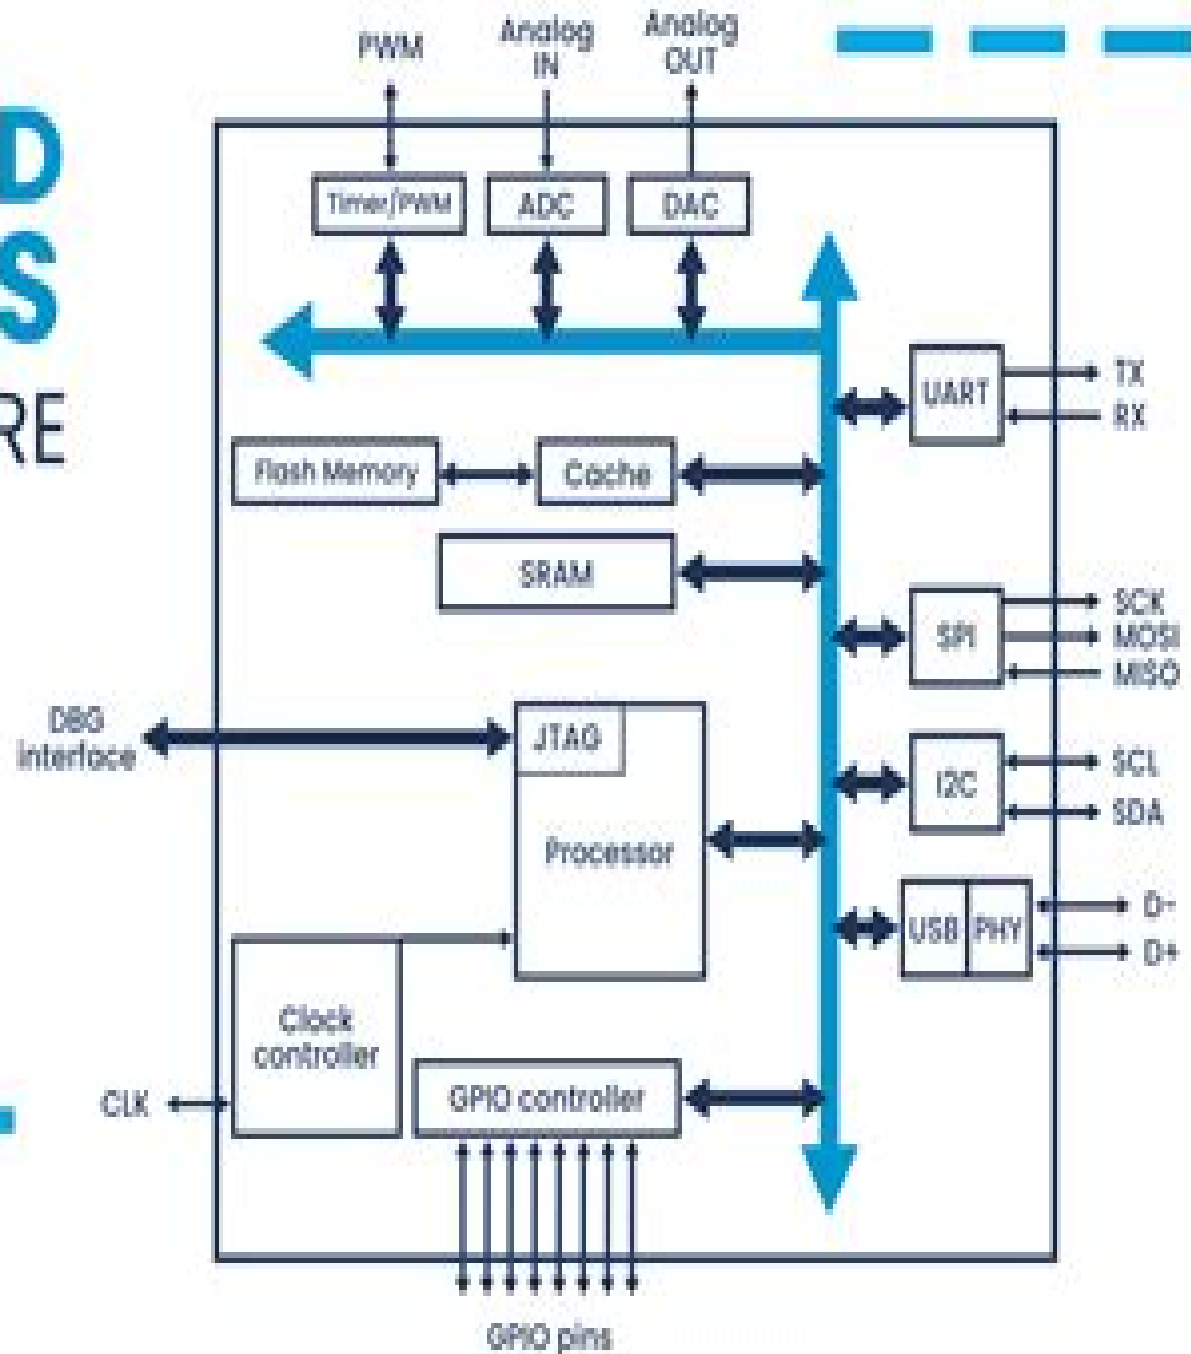 D
S
RE
PWM
Analog
IN
Analog
OUT
Timer/PWM
ADC
DAC
UART
TX
RX
Flash Memory
Cache
SRAM
SPI
SCK
MOSI
MISO
DBG
interface
JTAG
Processor
I2C
SCL
SDA
USB
PHY
D-
D+
Clock
controller
CLK
GPIO controller
GPIO pins